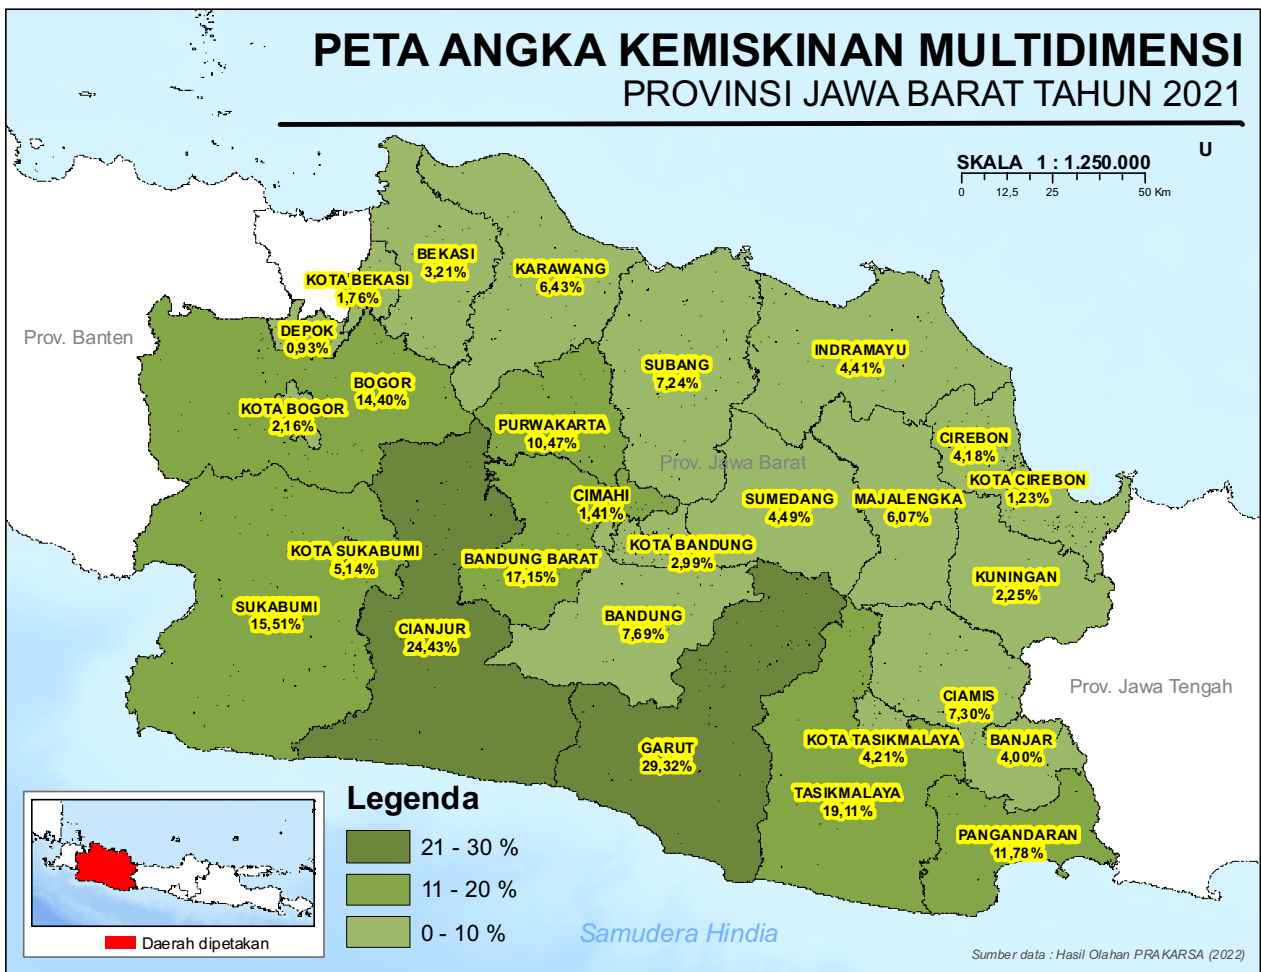 PETA ANGKA KEMISKINAN MULTIDIMENSI
PROVINSI JAWA BARAT TAHUN 2021
U
SKALA 1 : 1.250.000
0 12,5 25 50 Km
BEKASI
3,21%
KARAWANG
6,43%
KOTA BEKASI
1,76%
Prov. Banten
DEPOK
0,93%
SUBANG
7,24%
INDRAMAYU
4,41%
BOGOR
14,40%
KOTA BOGOR
2,16%
PURWAKARTA
10,47%
CIREBON
4,18%
Prov. Jawa Barat
KOTA CIREBON
1,23%
CIMAHI
1,41%
SUMEDANG
4,49%
MAJALENGKA
6,07%
KOTA SUKABUMI
5,14%
BANDUNG BARAT
17,15%
KOTA BANDUNG
2,99%
KUNINGAN
2,25%
SUKABUMI
15,51%
CIANJUR
24,43%
BANDUNG
7,69%
Prov. Jawa Tengah
CIAMIS
7,30%
GARUT
29,32%
KOTA TASIKMALAYA
4,21%
BANJAR
4,00%
TASIKMALAYA
19,11%
PANGANDARAN
11,78%
Legenda
21 - 30 %
11 - 20 %
0 - 10 %
Daerah dipetakan
Samudera Hindia
Sumber data : Hasil Olahan PRAKARSA (2022)